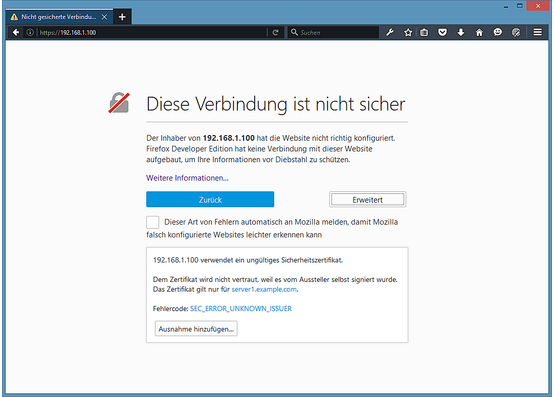 Nicht gesicherte Verbindu...
https://192.168.1.100
Suchen
Diese Verbindung ist nicht sicher
Der Inhaber von 192.168.1.100 hat die Website nicht richtig konfiguriert.
Firefox Developer Edition hat keine Verbindung mit dieser Website
aufgebaut, um Ihre Informationen vor Diebstahl zu schützen.
Weitere Informationen...
Zurück
Erweitert
Dieser Art von Fehlern automatisch an Mozilla melden, damit Mozilla
falsch konfigurierte Websites leichter erkennen kann
192.168.1.100 verwendet ein ungültiges Sicherheitszertifikat.
Dem Zertifikat wird nicht vertraut, weil es vom Aussteller selbst signiert wurde.
Das Zertifikat gilt nur für server1.example.com.
Fehlercode: SEC_ERROR_UNKNOWN_ISSUER
Ausnahme hinzufügen...